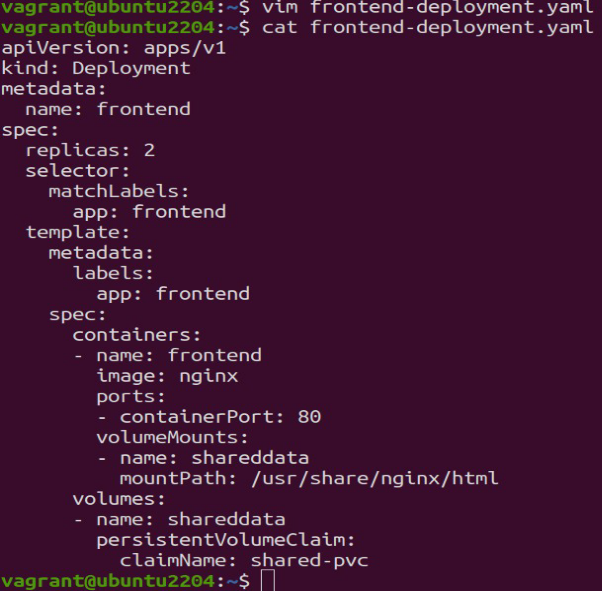 vagrant@ubuntu2204:~$ vim frontend-deployment.yaml
vagrant@ubuntu2204:~$ cat frontend-deployment.yaml
apiVersion: apps/v1
kind: Deployment
metadata:
  name: frontend
spec:
  replicas: 2
  selector:
    matchLabels:
      app: frontend
  template:
    metadata:
      labels:
        app: frontend
    spec:
      containers:
      - name: frontend
        image: nginx
        ports:
        - containerPort: 80
        volumeMounts:
        - name: shareddata
          mountPath: /usr/share/nginx/html
      volumes:
      - name: shareddata
        persistentVolumeClaim:
          claimName: shared-pvc
vagrant@ubuntu2204:~$